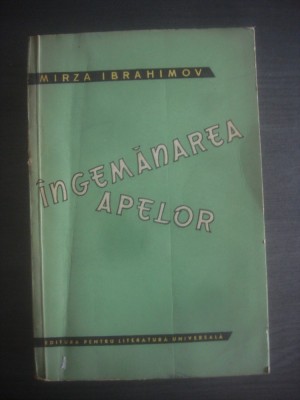 MIRZA IBRAHIMOV
ÎNGEMĂNAREA
APELOR
EDITURA PENTRU LITERATURA UNIVERSALĂ